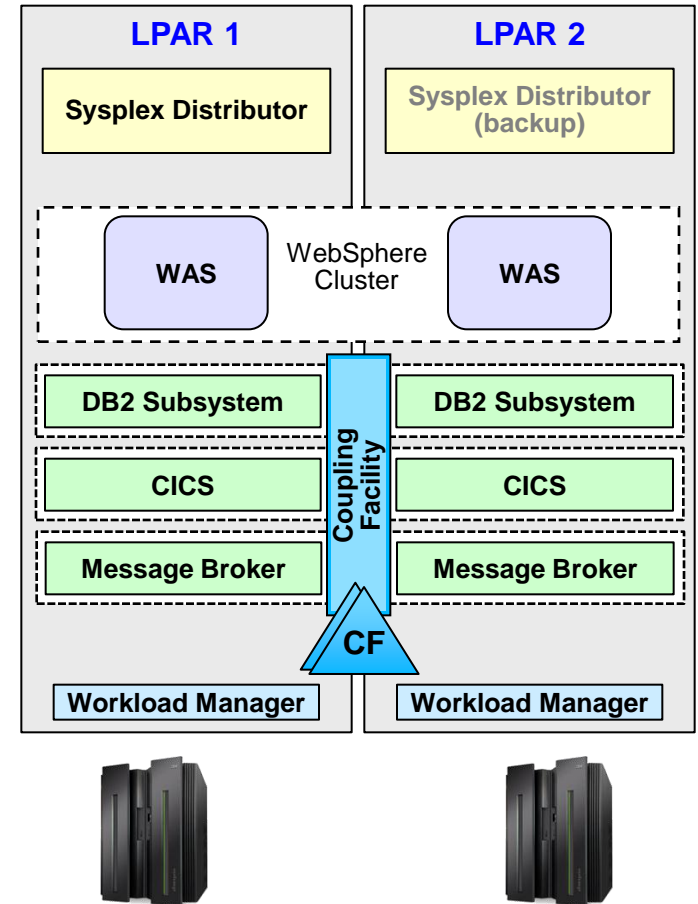 LPAR 1
LPAR 2
Sysplex Distributor
Sysplex Distributor
(backup)
WAS
WebSphere
Cluster
WAS
DB2 Subsystem
DB2 Subsystem
Coupling
Facility
CICS
CICS
Message Broker
Message Broker
CF
Workload Manager
Workload Manager